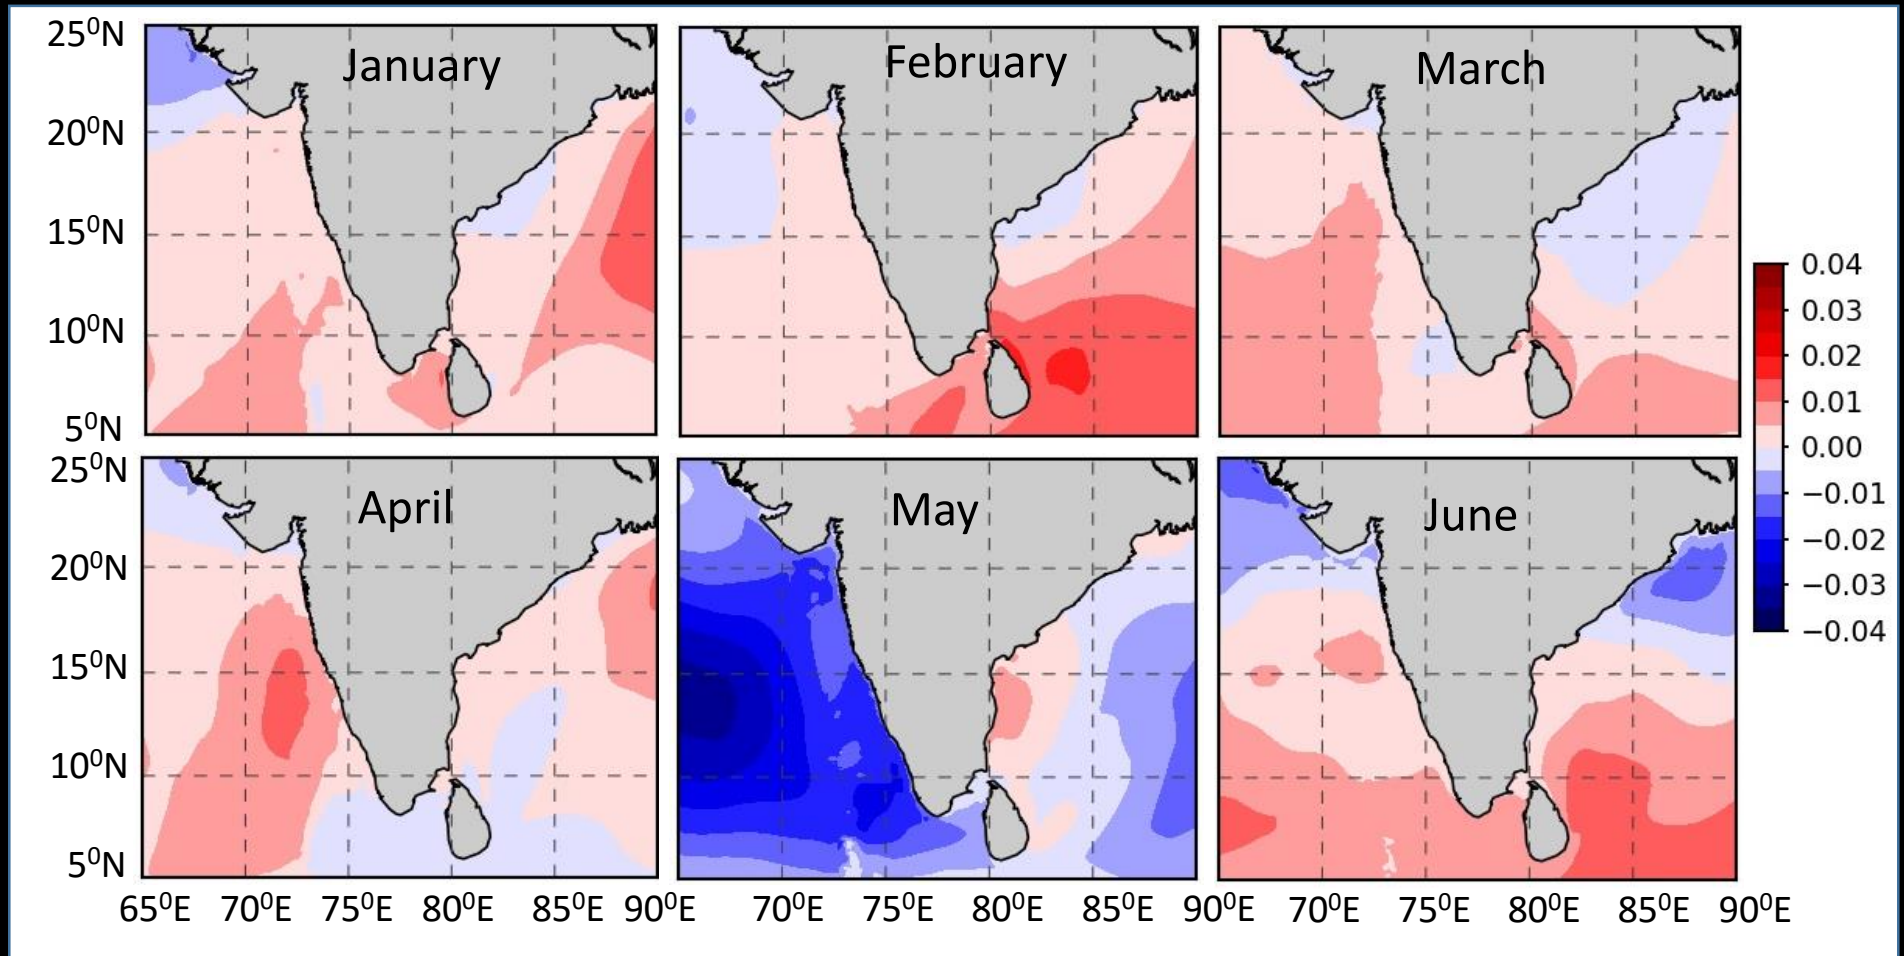 25⁰N
January
February
March
20⁰N
15⁰N
10⁰N
5⁰N
0.04
0.03
0.02
0.01
0.00
−0.01
−0.02
−0.03
−0.04
25⁰N
April
May
June
20⁰N
15⁰N
10⁰N
5⁰N
65⁰E 70⁰E 75⁰E 80⁰E 85⁰E 90⁰E 70⁰E 75⁰E 80⁰E 85⁰E 90⁰E 70⁰E 75⁰E 80⁰E 85⁰E 90⁰E